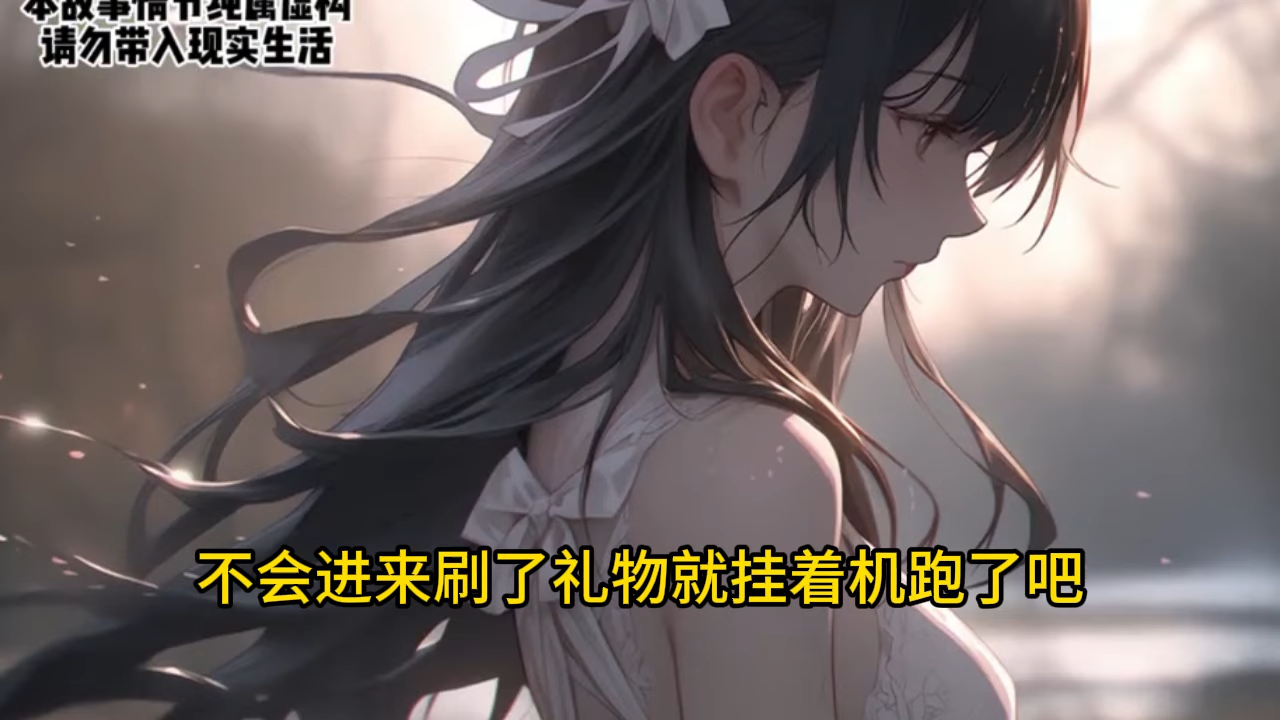 本故事情节纯属虚构
请勿带入现实生活
不会进来刷了礼物就挂着机跑了吧